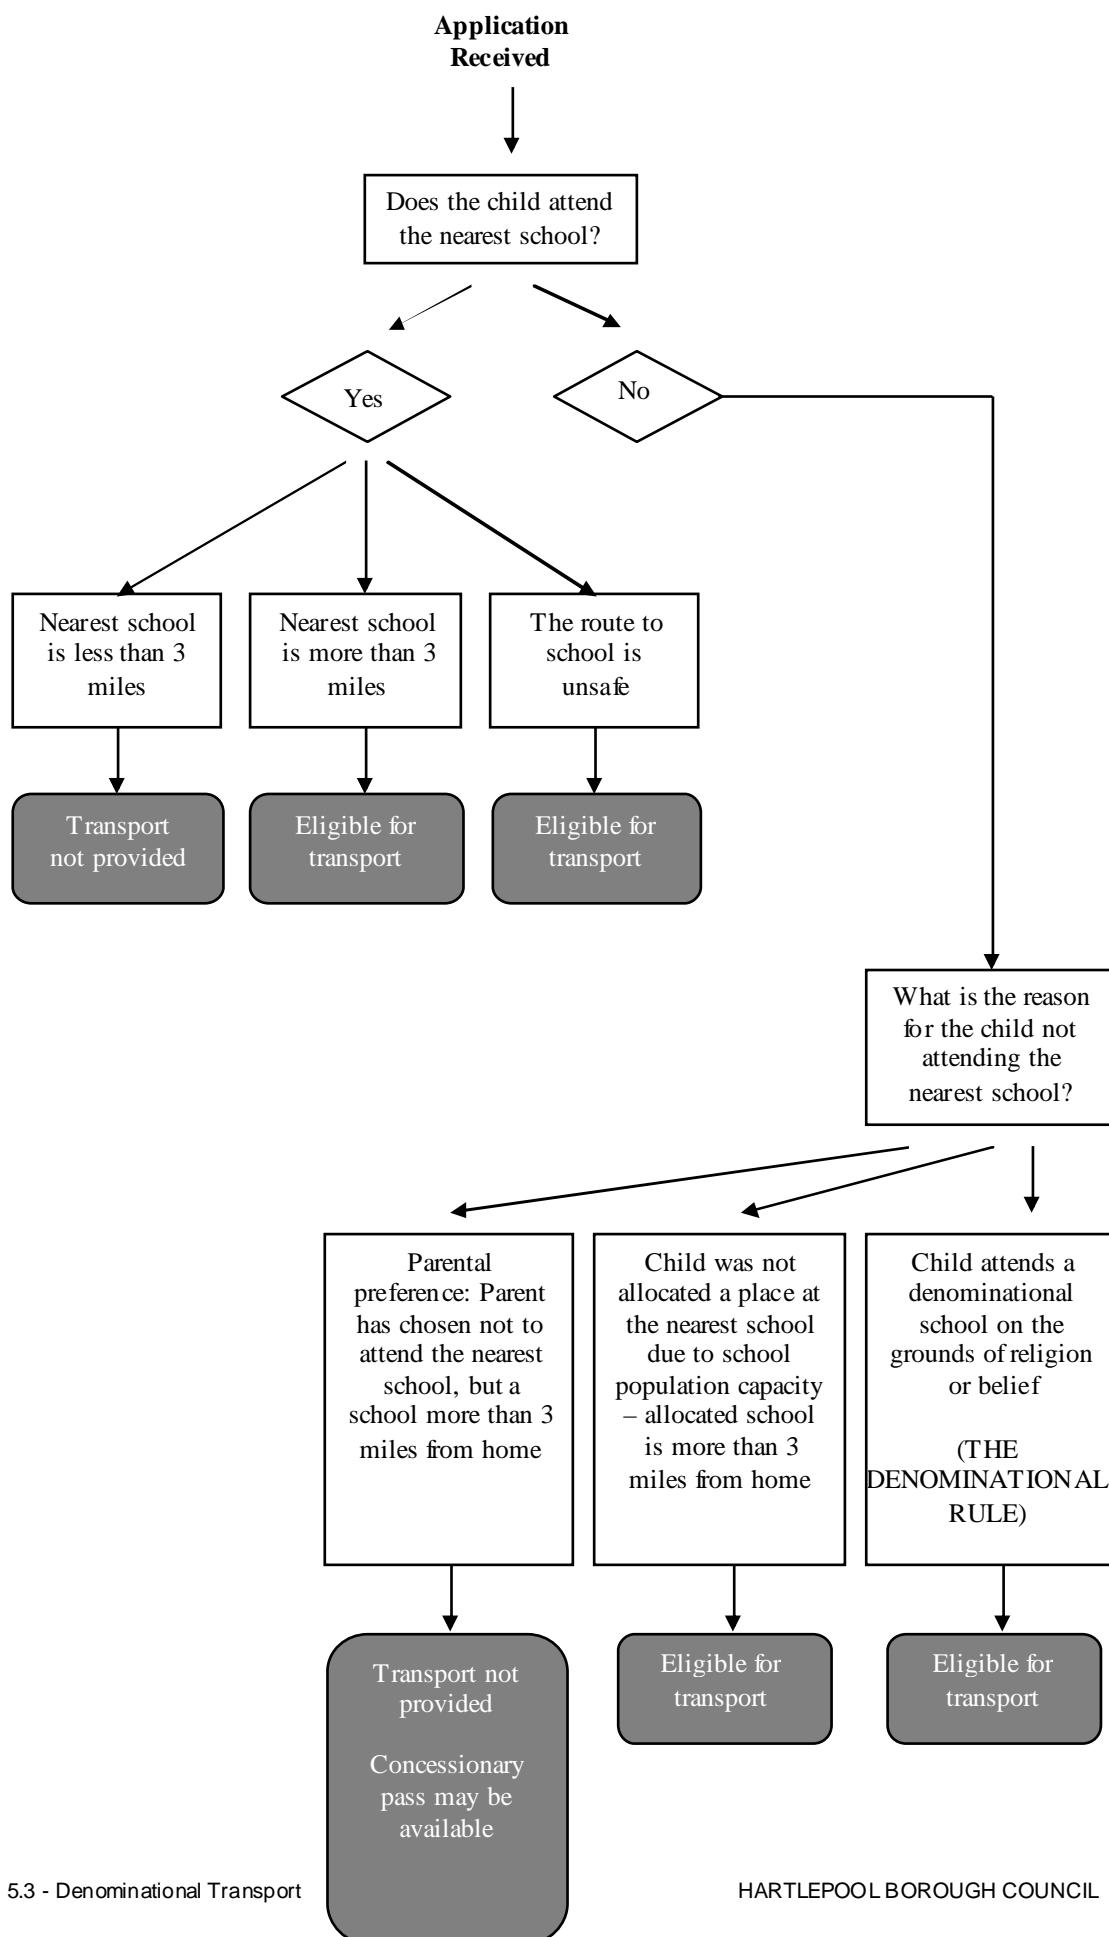 Application
Received
Does the child attend
the nearest school?
Yes
No
Nearest school
is less than 3
miles
Nearest school
is more than 3
miles
The route to
school is
unsafe
Transport
not provided
Eligible for
transport
Eligible for
transport
What is the reason
for the child not
attending the
nearest school?
Parental
preference: Parent
has chosen not to
attend the nearest
school, but a
school more than 3
miles from home
Child was not
allocated a place at
the nearest school
due to school
population capacity
– allocated school
is more than 3
miles from home
Child attends a
denominational
school on the
grounds of religion
or belief
(THE
DENOMINATIONAL
RULE)
Transport not
provided
Concessionary
pass may be
available
Eligible for
transport
Eligible for
transport
5.3 - Denominational Transport
HARTLEPOOL BOROUGH COUNCIL